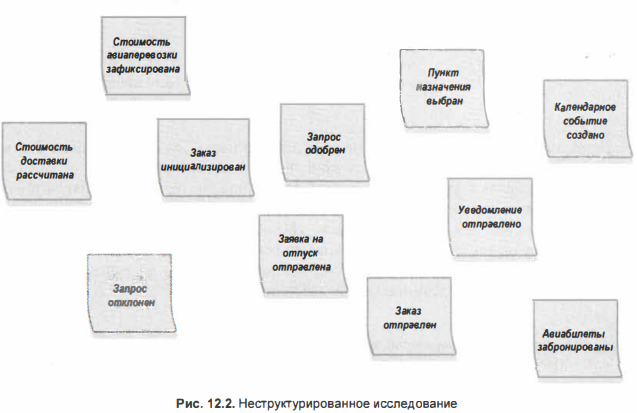 Стоимость
авиаперевозки
зафиксирована
Пункт
назначения
выбран
Календарное
событие
создано
Стоимость
доставки
рассчитана
Заказ
инициализирован
Запрос
одобрен
Уведомление
отправлено
Заявка на
отпуск
отправлена
Запрос
отклонен
Заказ
отправлен
Авиабилеты
забронированы
Рис. 12.2. Неструктурированное исследование